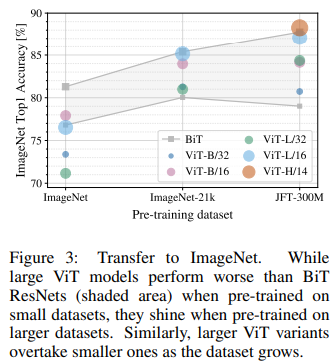 90
85
80
75
70
ImageNet Top1 Accuracy [%]
BiT
ViT-B/32
ViT-B/16
ViT-L/32
ViT-L/16
ViT-H/14
ImageNet
ImageNet-21k
JFT-300M
Pre-training dataset
Figure 3: Transfer to ImageNet. While
large ViT models perform worse than BiT
ResNets (shaded area) when pre-trained on
small datasets, they shine when pre-trained on
larger datasets. Similarly, larger ViT variants
overtake smaller ones as the dataset grows.